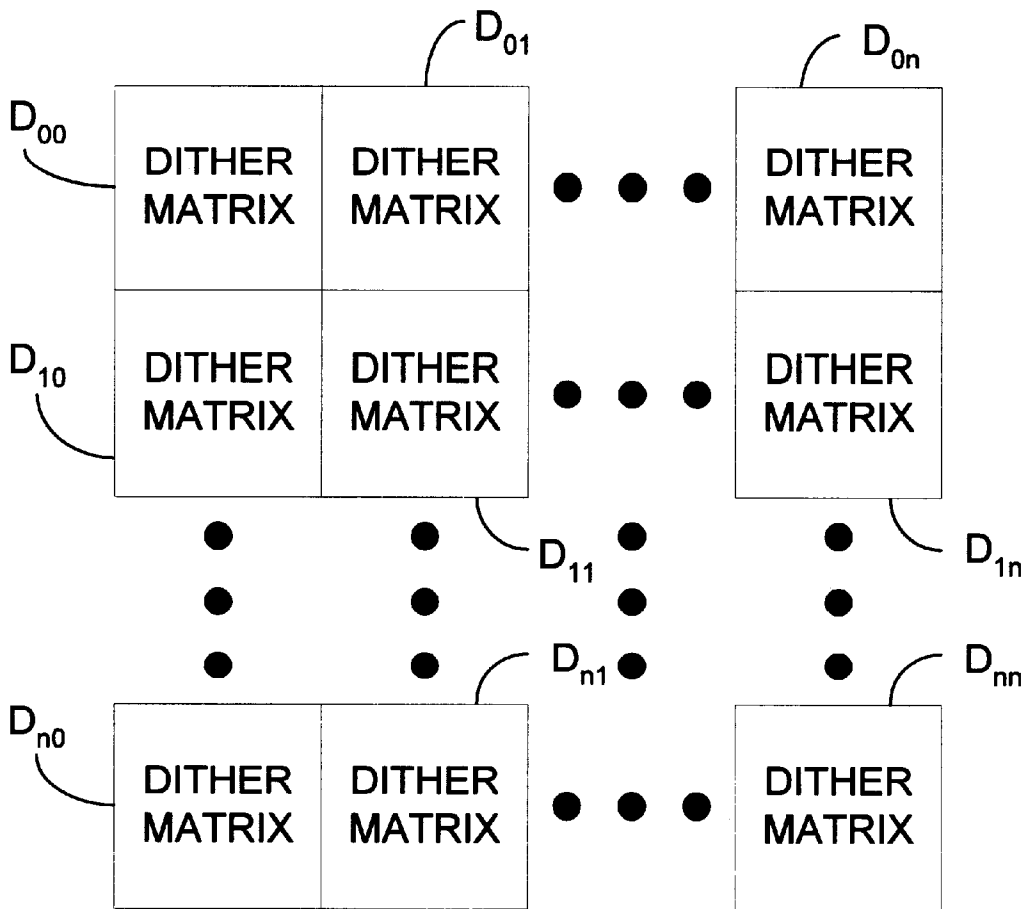 D01
D0n
D00
DITHER MATRIX
DITHER MATRIX
DITHER MATRIX
D10
DITHER MATRIX
DITHER MATRIX
DITHER MATRIX
D11
D1n
Dn1
Dnn
Dn0
DITHER MATRIX
DITHER MATRIX
DITHER MATRIX